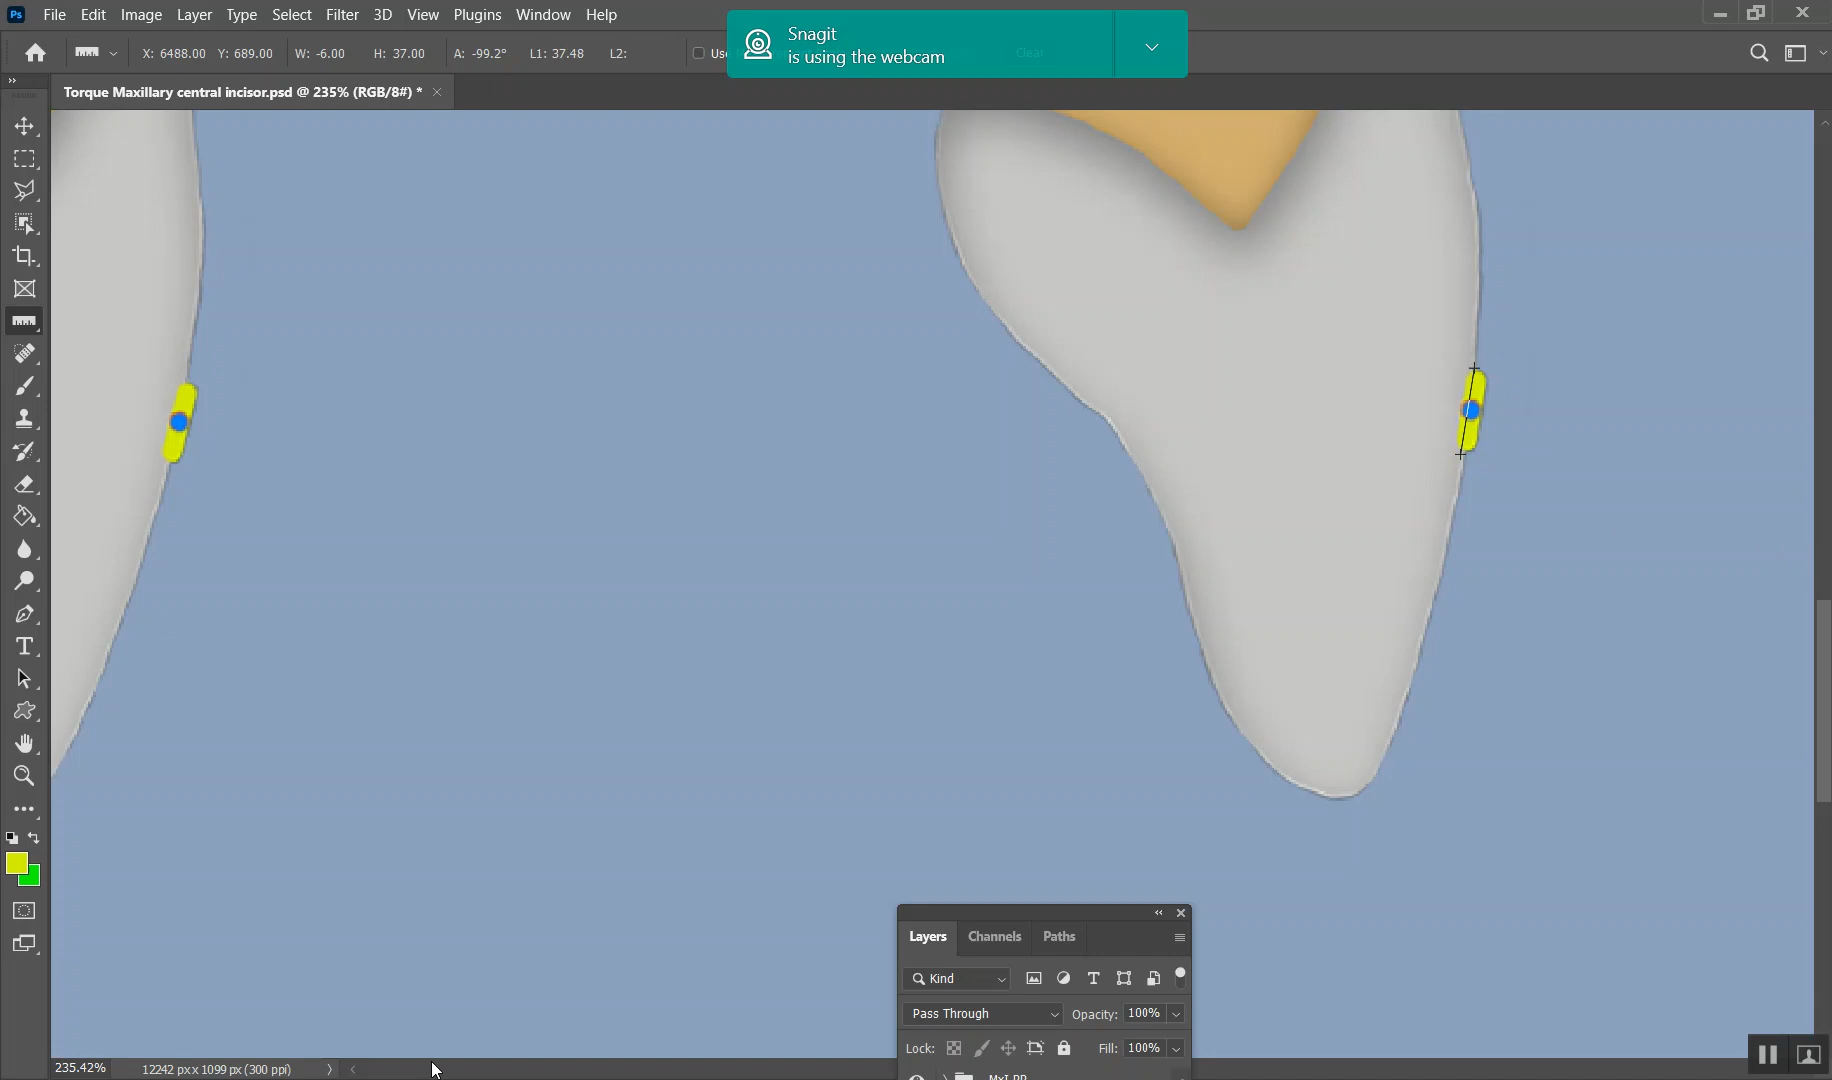 Ps File Edit Image Layer Type Select Filter 3D View Plugins Window Help
Snagit
is using the webcam
X: 6488.00 Y: 689.00 W: -6.00 H: 37.00 A: -99.2° L1: 37.48 L2: Us Clear
Torque Maxillary central incisor.psd @ 235% (RGB/8#) *
Layers Channels Paths
Kind
Pass Through Opacity: 100%
Lock: Fill: 100%
235.42% 12242 px x 1099 px (300 ppi)